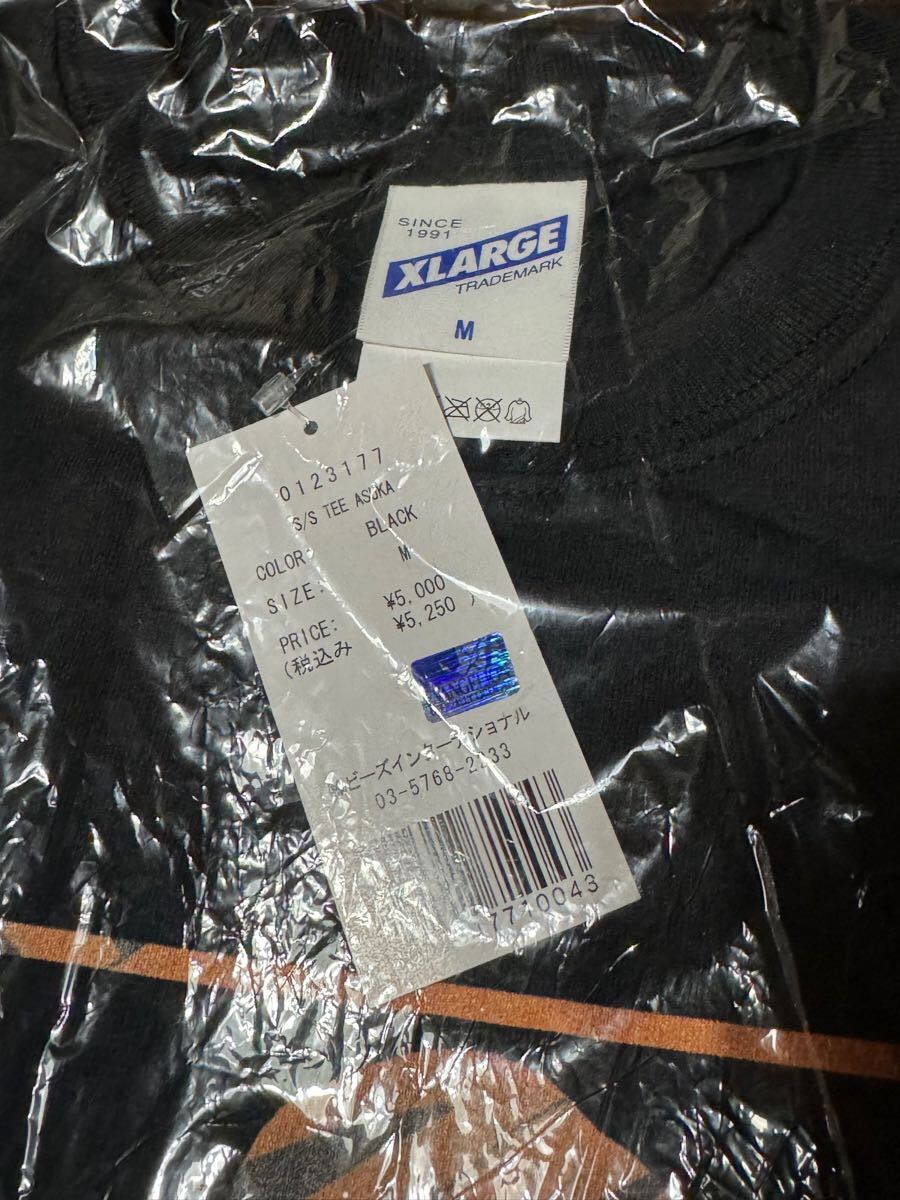 SINCE
1991
XLARGE
TRADEMARK
M
0123177
S/S TEE ASUKA
COLOR: BLACK
SIZE: M
PRICE: ¥5,000
(税込み ¥5,250 )
ビーズインターナショナル
03-5768-2233
7710043